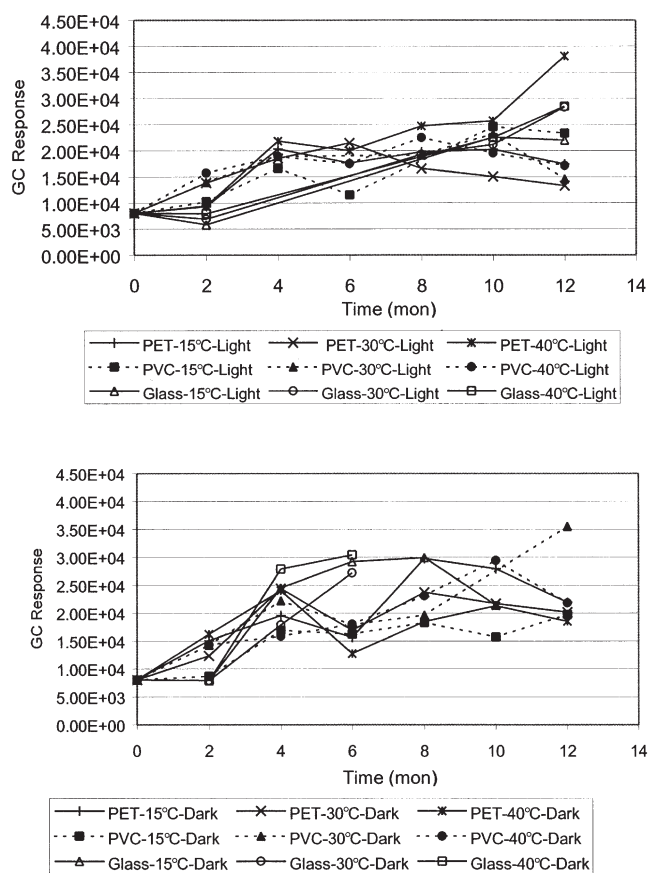 4.50E+04
4.00E+04
3.50E+04
3.00E+04
2.50E+04
2.00E+04
1.50E+04
1.00E+04
5.00E+03
0.00E+00
GC Response
0 2 4 6 8 10 12 14
Time (mon)
PET-15°C-Light PET-30°C-Light PET-40°C-Light
PVC-15°C-Light PVC-30°C-Light PVC-40°C-Light
Glass-15°C-Light Glass-30°C-Light Glass-40°C-Light
4.50E+04
4.00E+04
3.50E+04
3.00E+04
2.50E+04
2.00E+04
1.50E+04
1.00E+04
5.00E+03
0.00E+00
GC Response
0 2 4 6 8 10 12 14
Time (mon)
PET-15°C-Dark PET-30°C-Dark PET-40°C-Dark
PVC-15°C-Dark PVC-30°C-Dark PVC-40°C-Dark
Glass-15°C-Dark Glass-30°C-Dark Glass-40°C-Dark